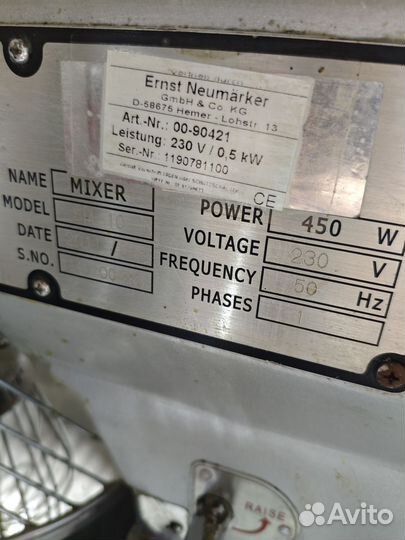 Ernst Neumärker
GmbH & Co. KG
D-58675 Hemer - Lohstr. 13
Art.-Nr.: 00-90421
Leistung: 230 V / 0,5 kW
Ser.-Nr.: 1190781100
CE
NAME MIXER
MODEL
DATE /
S.NO.
POWER 450 W
VOLTAGE 230 V
FREQUENCY 50 Hz
PHASES 1
RAISE
Avito